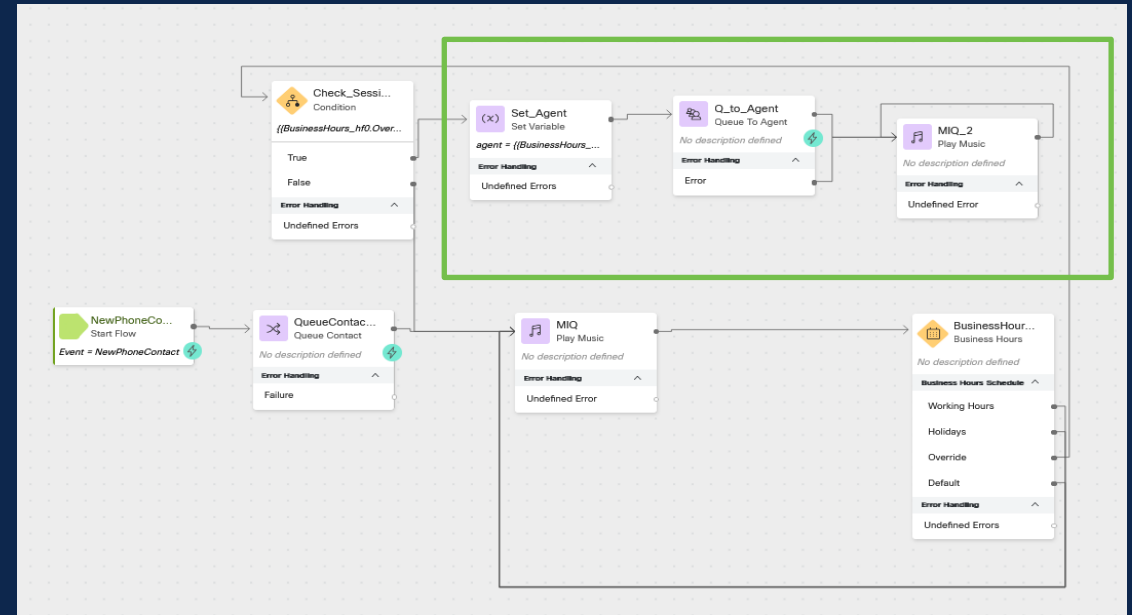 Check_Sessi...
Condition
{{BusinessHours_hf0.Over...
True
False
Error Handling
Undefined Errors
Set_Agent
Set Variable
agent = {{BusinessHours_...
Error Handling
Undefined Errors
Q_to_Agent
Queue To Agent
No description defined
Error Handling
Error
MIQ_2
Play Music
No description defined
Error Handling
Undefined Error
NewPhoneCo...
Start Flow
Event = NewPhoneContact
QueueContac...
Queue Contact
No description defined
Error Handling
Failure
MIQ
Play Music
No description defined
Error Handling
Undefined Error
BusinessHour...
Business Hours
No description defined
Business Hours Schedule
Working Hours
Holidays
Override
Default
Error Handling
Undefined Errors